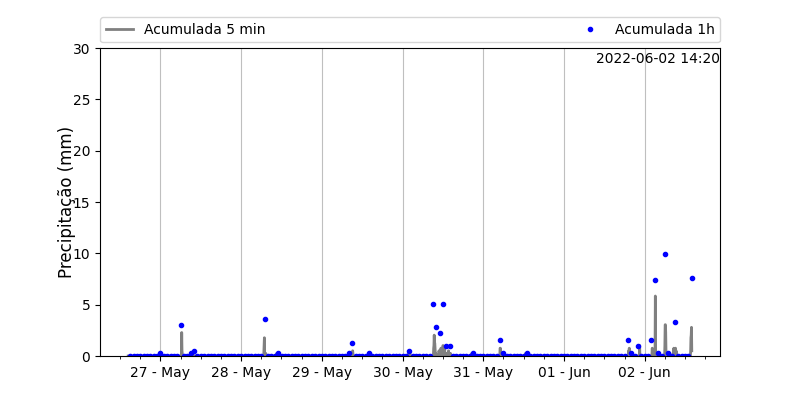 Acumulada 5 min
Acumulada 1h
2022-06-02 14:20
Precipitação (mm)
30
25
20
15
10
5
0
27 - May 28 - May 29 - May 30 - May 31 - May 01 - Jun 02 - Jun